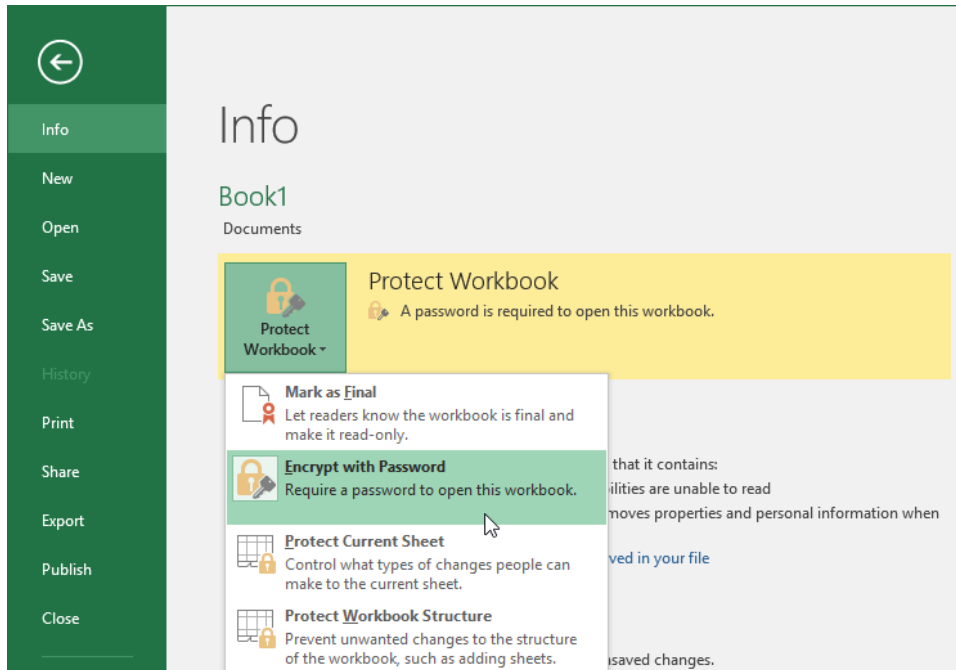 Info
New
Open
Save
Save As
History
Print
Share
Export
Publish
Close
Info
Book1
Documents
Protect
Workbook
Protect Workbook
A password is required to open this workbook.
Mark as Final
Let readers know the workbook is final and
make it read-only.
Encrypt with Password
Require a password to open this workbook.
Protect Current Sheet
Control what types of changes people can
make to the current sheet.
Protect Workbook Structure
Prevent unwanted changes to the structure
of the workbook, such as adding sheets.
that it contains:
ilities are unable to read
moves properties and personal information when
ved in your file
saved changes.